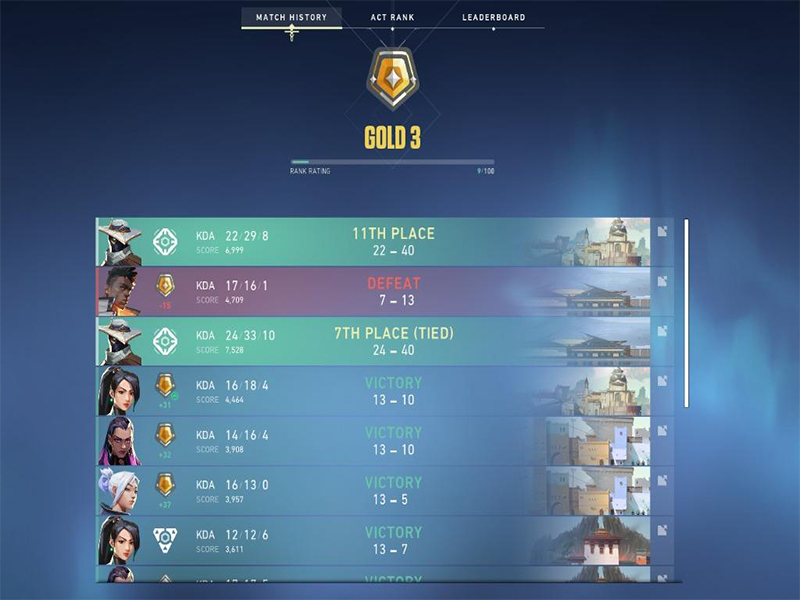 MATCH HISTORY ACT RANK LEADERBOARD
GOLD 3
RANK RATING 9/100
KDA 22/29/8 11TH PLACE
SCORE 6,999 22 – 40
KDA 17/16/1 DEFEAT
-15 SCORE 4,709 7 – 13
KDA 24/33/10 7TH PLACE (TIED)
SCORE 7,528 24 – 40
KDA 16/18/4 VICTORY
+31 SCORE 4,464 13 – 10
KDA 14/16/4 VICTORY
+32 SCORE 3,908 13 – 10
KDA 16/13/0 VICTORY
+37 SCORE 3,957 13 – 5
KDA 12/12/6 VICTORY
SCORE 3,611 13 – 7
KDA VICTORY